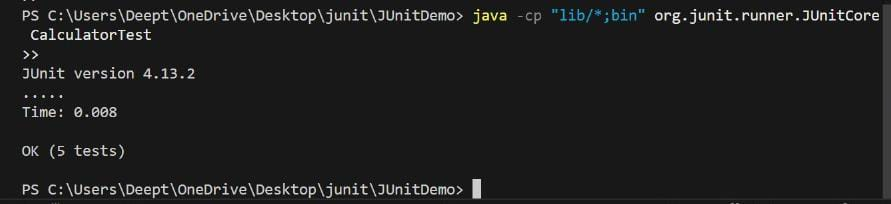 PS C:\Users\Deept\OneDrive\Desktop\junit\JUnitDemo> java -cp "lib/*;bin" org.junit.runner.JUnitCore
CalculatorTest
>>
JUnit version 4.13.2
.....
Time: 0.008
OK (5 tests)
PS C:\Users\Deept\OneDrive\Desktop\junit\JUnitDemo>